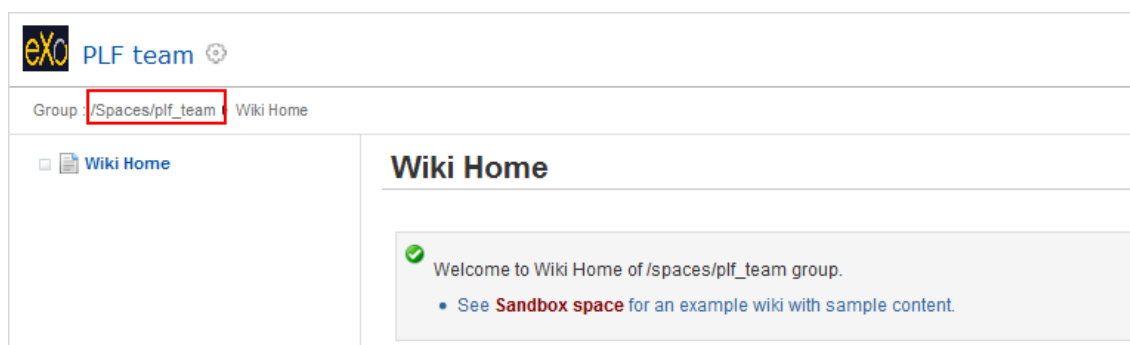 eXo PLF team
Group : /Spaces/plf_team Wiki Home
Wiki Home
Wiki Home
Welcome to Wiki Home of /spaces/plf_team group.
• See Sandbox space for an example wiki with sample content.